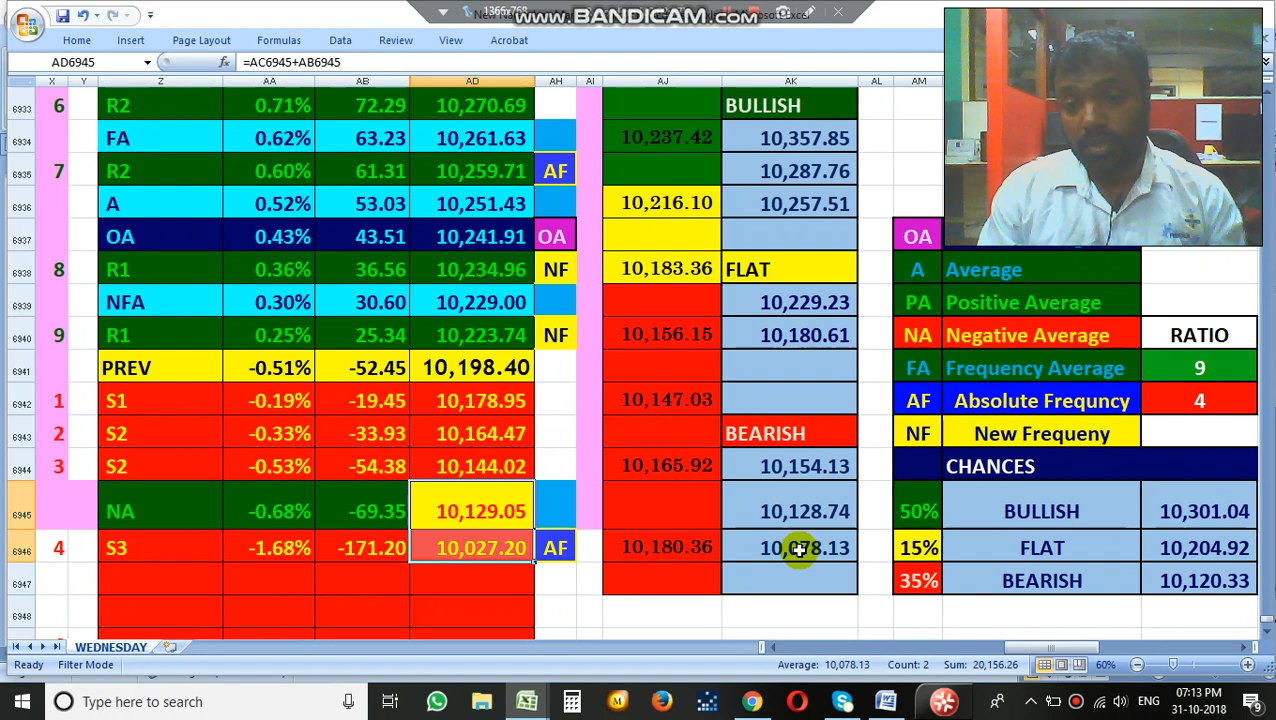 1365x768
www.BANDICAM.com
Microsoft Excel
Home Insert Page Layout Formulas Data Review View Acrobat
AD6945 fx =AC6945+AB6945
X Y Z AA AB AD AH AI AJ AK AL AM
6933 6 R2 0.71% 72.29 10,270.69 BULLISH
6934 FA 0.62% 63.23 10,261.63 10,237.42 10,357.85
6935 7 R2 0.60% 61.31 10,259.71 AF 10,287.76
6936 A 0.52% 53.03 10,251.43 10,216.10 10,257.51
6937 OA 0.43% 43.51 10,241.91 OA OA
6938 8 R1 0.36% 36.56 10,234.96 NF 10,183.36 FLAT A Average
6939 NFA 0.30% 30.60 10,229.00 10,229.23 PA Positive Average
6940 9 R1 0.25% 25.34 10,223.74 NF 10,156.15 10,180.61 NA Negative Average RATIO
6941 PREV -0.51% -52.45 10,198.40 FA Frequency Average 9
6942 1 S1 -0.19% -19.45 10,178.95 10,147.03 AF Absolute Frequncy 4
6943 2 S2 -0.33% -33.93 10,164.47 BEARISH NF New Frequeny
6944 3 S2 -0.53% -54.38 10,144.02 10,165.92 10,154.13 CHANCES
6945 NA -0.68% -69.35 10,129.05 10,128.74 50% BULLISH 10,301.04
6946 4 S3 -1.68% -171.20 10,027.20 AF 10,180.36 10,078.13 15% FLAT 10,204.92
6947 35% BEARISH 10,120.33
6948
WEDNESDAY
Ready Filter Mode Average: 10,078.13 Count: 2 Sum: 20,156.26 60%
Type here to search ENG 07:13 PM
31-10-2018